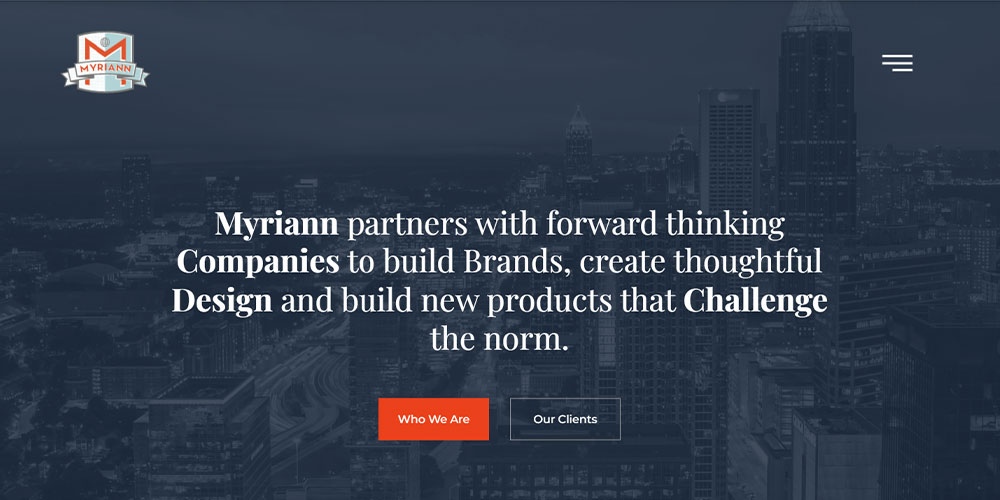 MYRIANN
Myriann partners with forward thinking
Companies to build Brands, create thoughtful
Design and build new products that Challenge
the norm.
Who We Are
Our Clients